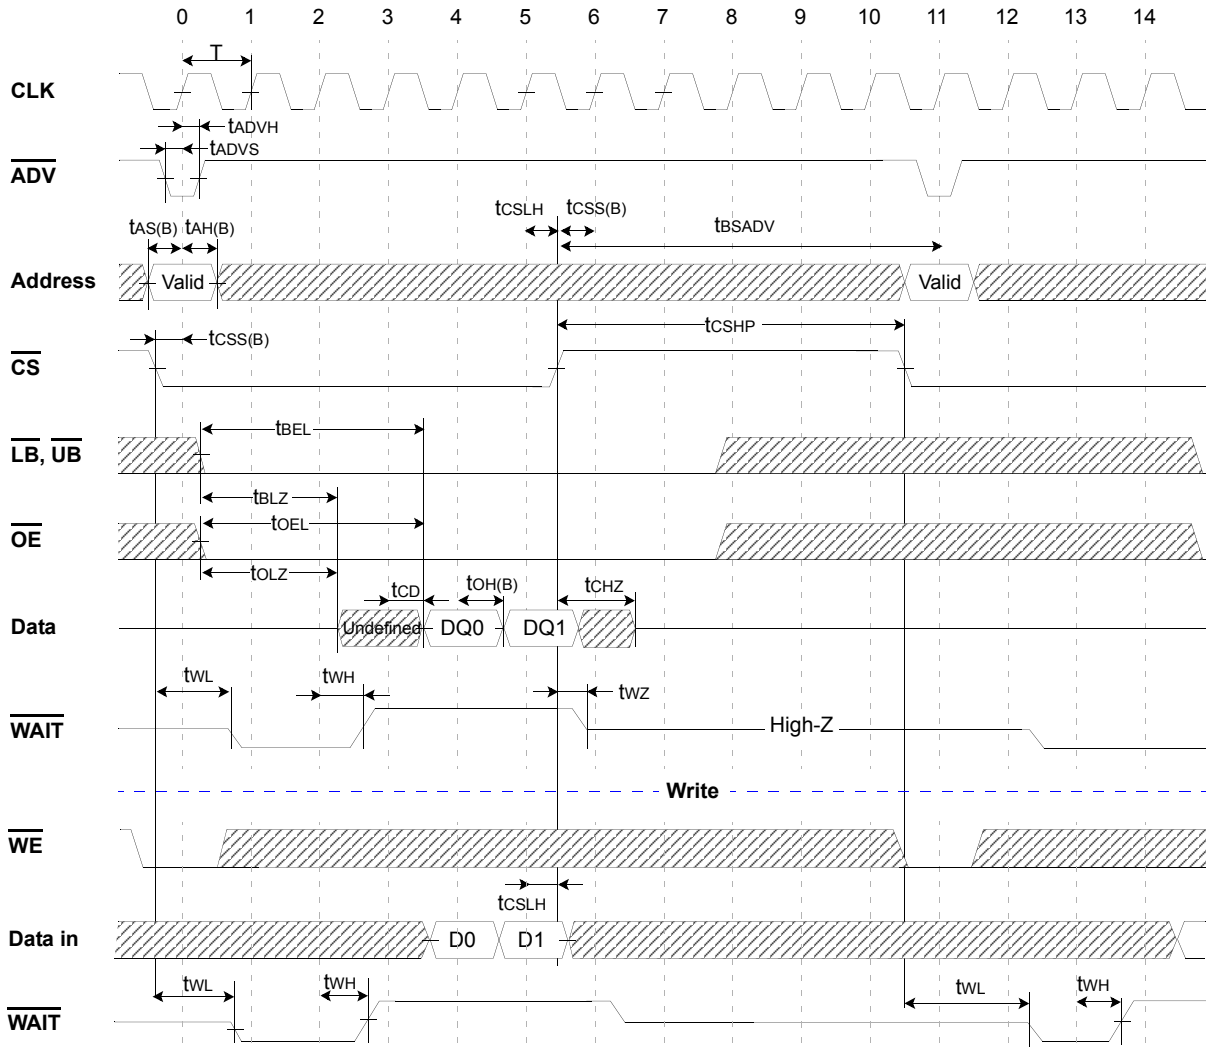 0 1 2 3 4 5 6 7 8 9 10 11 12 13 14
T
CLK
tADVH
tADVS
ADV
tCSLH tCSS(B)
tAS(B) tAH(B) tBSADV
Address Valid Valid
tCSS(B) tCSHP
CS
tBEL
LB, UB
tBLZ
tOEL
OE
tOLZ
tCD tOH(B) tCHZ
Data Undefined DQ0 DQ1
tWL tWH tWZ
WAIT High-Z
Write
WE
tCSLH
Data in D0 D1
tWL tWH tWL tWH
WAIT